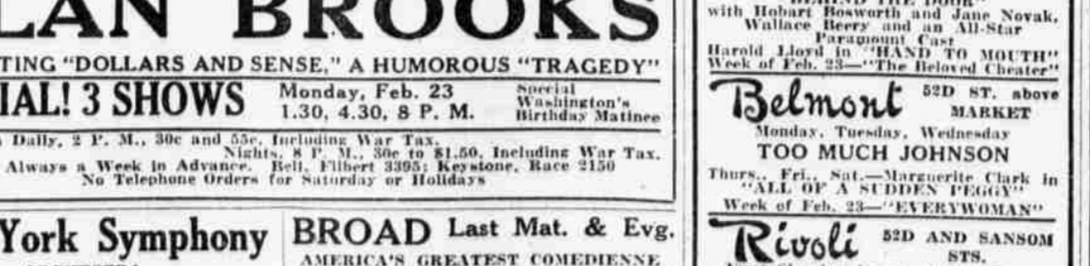 LAN BROOKS
TING "DOLLARS AND SENSE," A HUMOROUS "TRAGEDY"
IAL! 3 SHOWS
Monday, Feb. 23
1.30, 4.30, 8 P. M.
Special
Washington's
Birthday Matinee
Daily, 2 P. M., 30c and 55c, Including War Tax.
Nights, 8 P. M., 30c to $1.50, Including War Tax.
Always a Week in Advance. Bell, Filbert 3395; Keystone, Race 2150
No Telephone Orders for Saturday or Holidays
York Symphony
BROAD Last Mat. & Evg.
AMERICA'S GREATEST COMEDIENNE
"BEHIND THE DOOR"
with Hobart Bosworth and Jane Novak,
Wallace Beery and an All-Star
Paramount Cast
Harold Lloyd in "HAND TO MOUTH"
Week of Feb. 23—"The Beloved Cheater"
Belmont 52D ST. above
MARKET
Monday, Tuesday, Wednesday
TOO MUCH JOHNSON
Thurs., Fri., Sat.—Marguerite Clark in
"ALL OF A SUDDEN PEGGY"
Week of Feb. 23—"EVERYWOMAN"
Rivoli 52D AND SANSOM
STS.